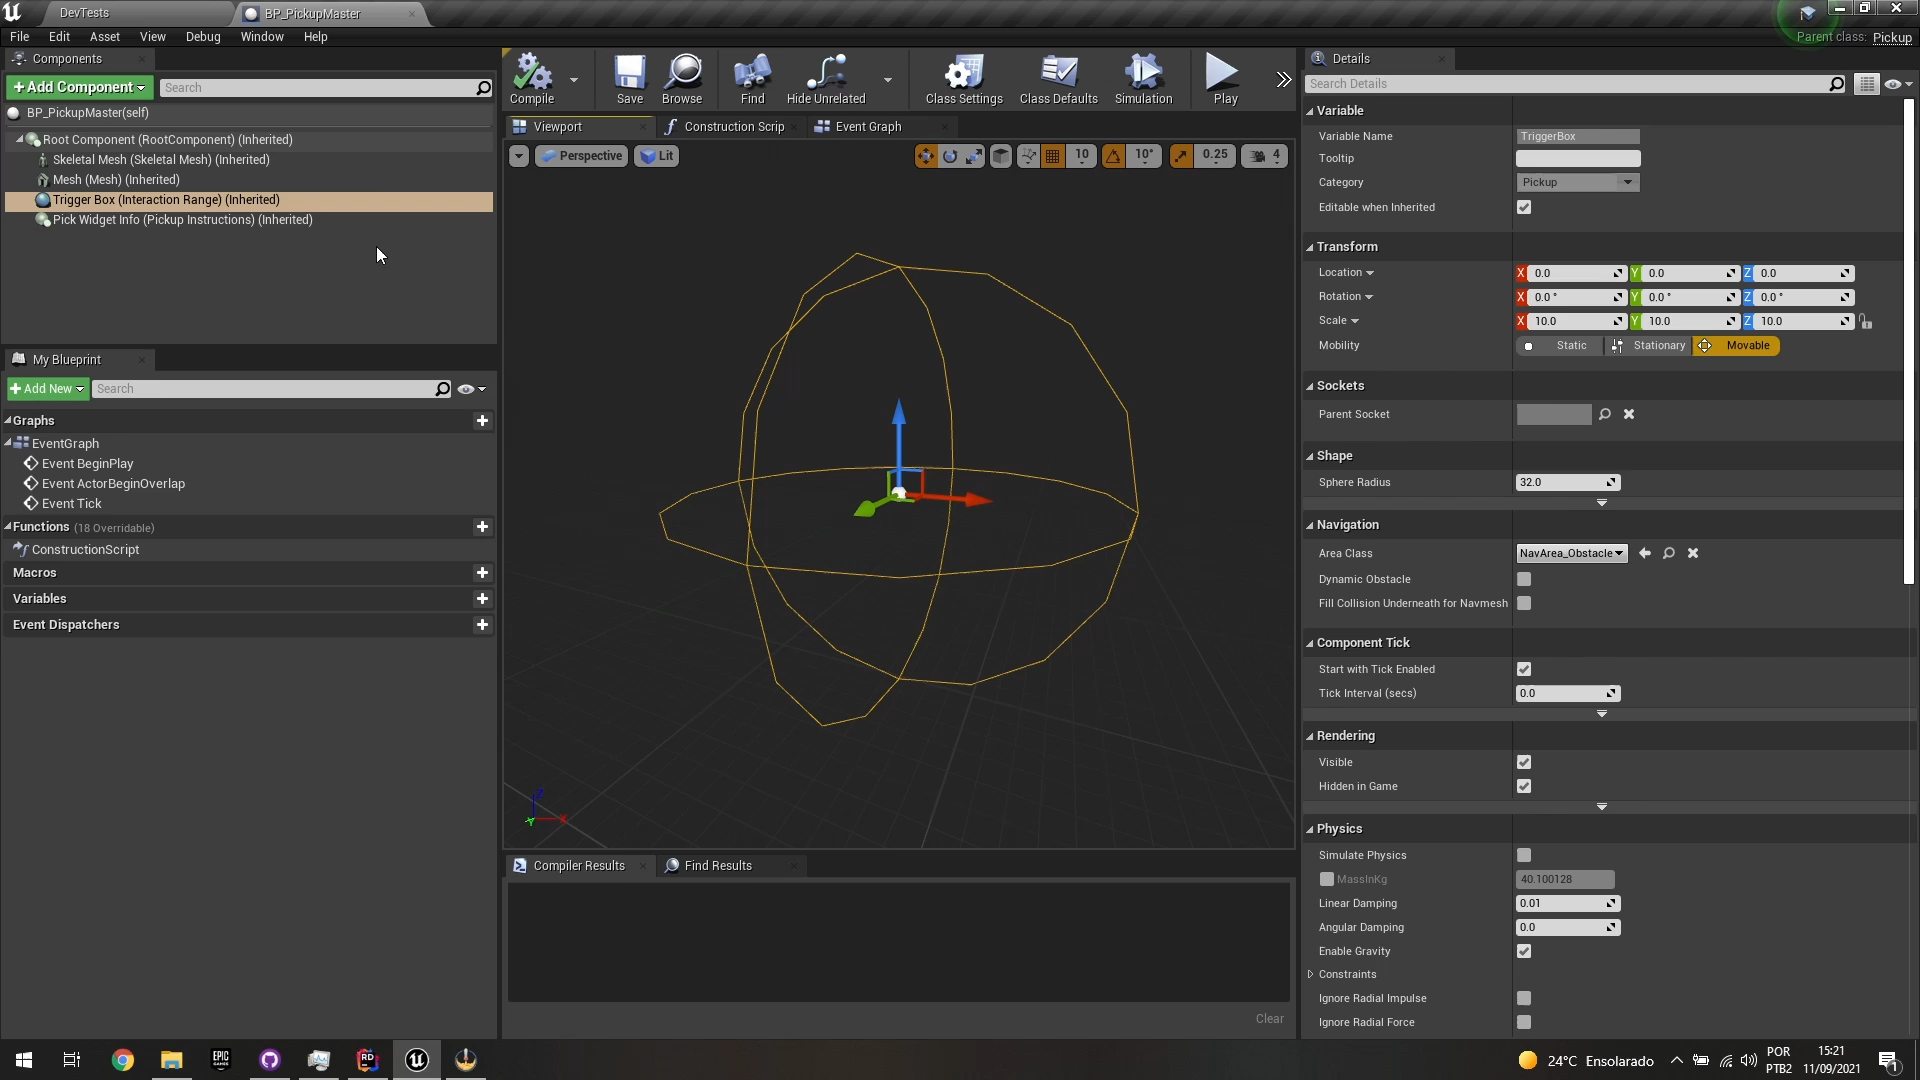 DevTests
BP_PickupMaster
File Edit Asset View Debug Window Help
Parent class: Pickup
Components
Add Component
Search
BP_PickupMaster(self)
Root Component (RootComponent) (Inherited)
Skeletal Mesh (Skeletal Mesh) (Inherited)
Mesh (Mesh) (Inherited)
Trigger Box (Interaction Range) (Inherited)
Pick Widget Info (Pickup Instructions) (Inherited)
My Blueprint
Add New
Search
Graphs
EventGraph
Event BeginPlay
Event ActorBeginOverlap
Event Tick
Functions (18 Overridable)
ConstructionScript
Macros
Variables
Event Dispatchers
Compile Save Browse Find Hide Unrelated Class Settings Class Defaults Simulation Play
Viewport Construction Scrip Event Graph
Perspective Lit 10 10° 0.25 4
Z X Y
Compiler Results Find Results
Clear
Details
Search Details
Variable
Variable Name TriggerBox
Tooltip
Category Pickup
Editable when Inherited
Transform
Location X 0.0 Y 0.0 Z 0.0
Rotation X 0.0 ° Y 0.0 ° Z 0.0 °
Scale X 10.0 Y 10.0 Z 10.0
Mobility Static Stationary Movable
Sockets
Parent Socket
Shape
Sphere Radius 32.0
Navigation
Area Class NavArea_Obstacle
Dynamic Obstacle
Fill Collision Underneath for Navmesh
Component Tick
Start with Tick Enabled
Tick Interval (secs) 0.0
Rendering
Visible
Hidden in Game
Physics
Simulate Physics
MassInKg 40.100128
Linear Damping 0.01
Angular Damping 0.0
Enable Gravity
Constraints
Ignore Radial Impulse
Ignore Radial Force
EPIC GAMES
RD
24°C Ensolarado
POR
PTB2
15:21
11/09/2021
1